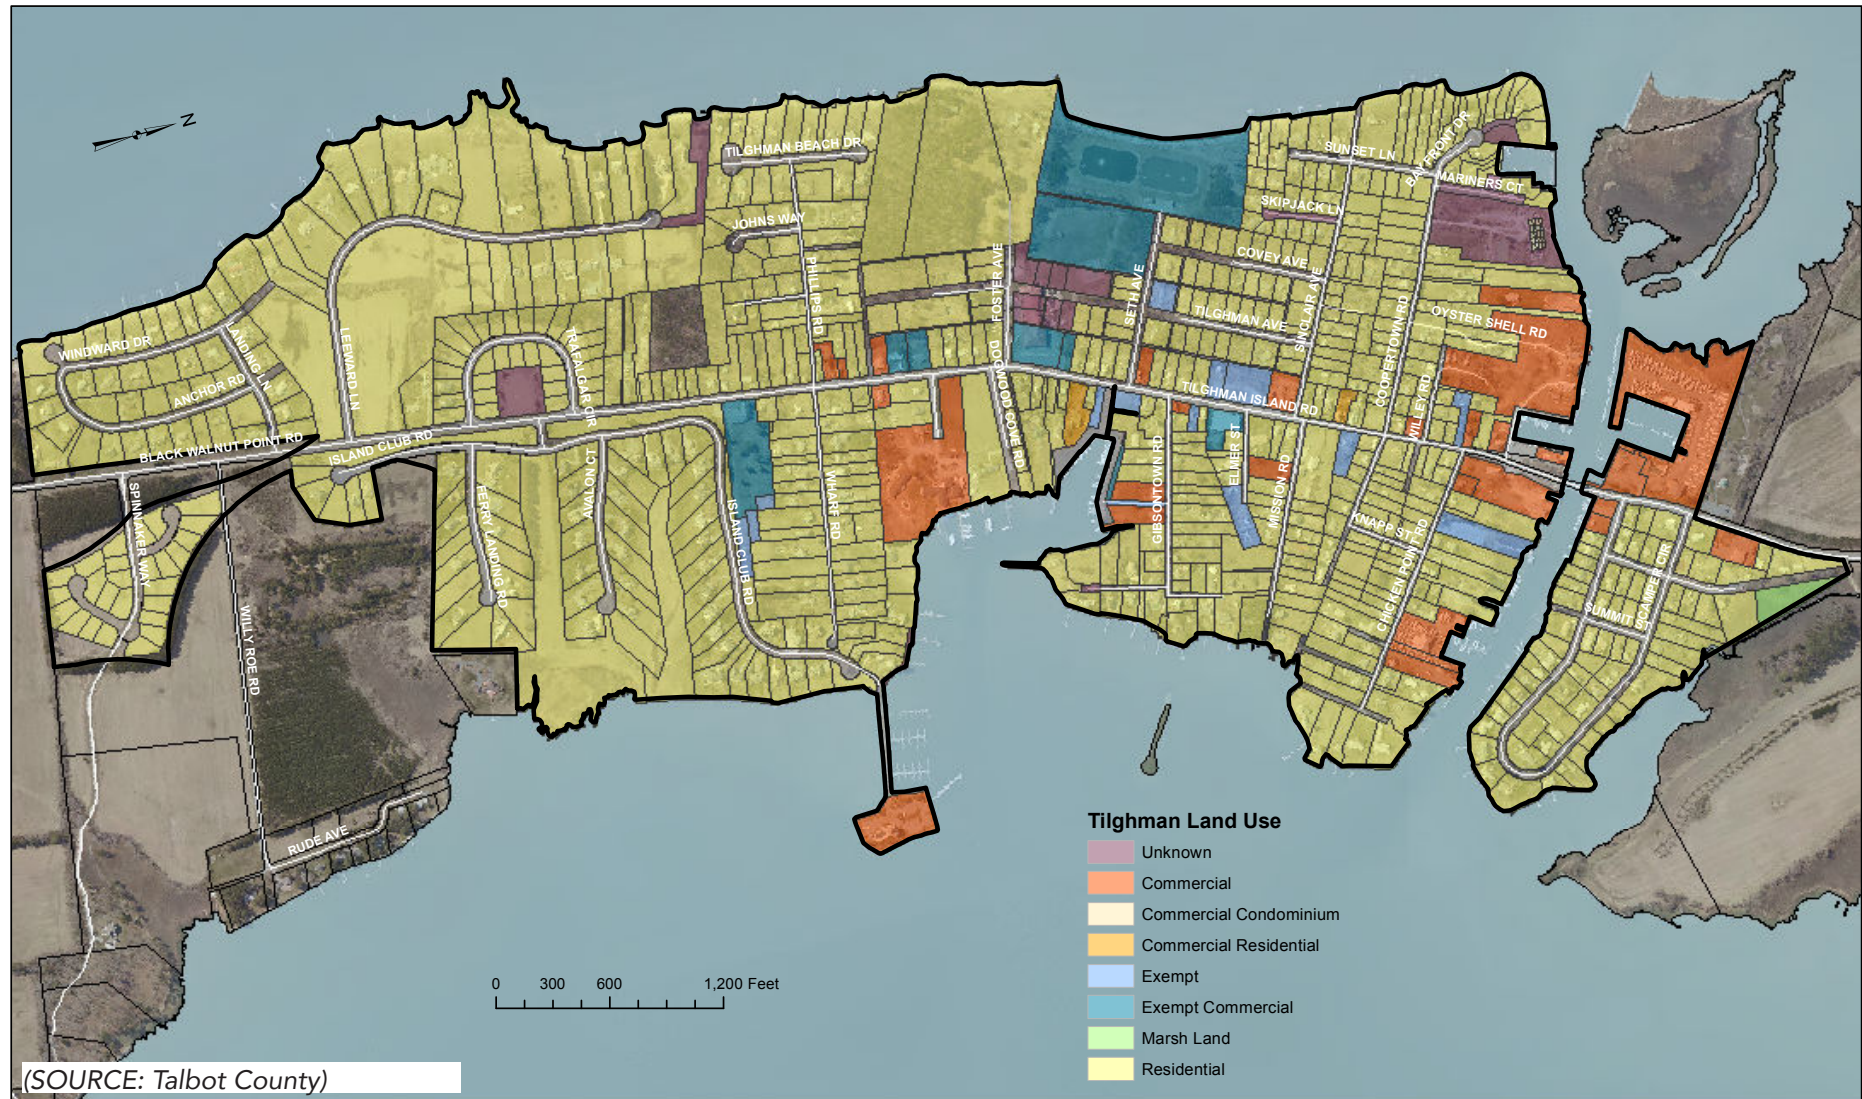 N
TILGHMAN BEACH DR
JOHNS WAY
PHILLIPS RD
FOSTER AVE
DOGWOOD COVE RD
SETH AVE
SUNSET LN
BAYFRONT DR
MARINERS CT
SKIPJACK LN
COVEY AVE
SINCLAIR AVE
TILGHMAN AVE
COOPERTOWN RD
OYSTER SHELL RD
WILLEY RD
TILGHMAN ISLAND RD
WINDWARD DR
LANDING LN
ANCHOR RD
LEEWARD LN
TRAFALGAR CIR
BLACK WALNUT POINT RD
ISLAND CLUB RD
SPINNAKER WAY
WILLY ROE RD
FERRY LANDING RD
AVALON CT
ISLAND CLUB RD
WHARF RD
GIBSONTOWN RD
ELMER ST
MISSION RD
KNAPP ST
CHICKEN POINT RD
CAMPER CIR
SUMMIT ST
RUDE AVE
Tilghman Land Use
Unknown
Commercial
Commercial Condominium
Commercial Residential
Exempt
Exempt Commercial
Marsh Land
Residential
0 300 600 1,200 Feet
(SOURCE: Talbot County)